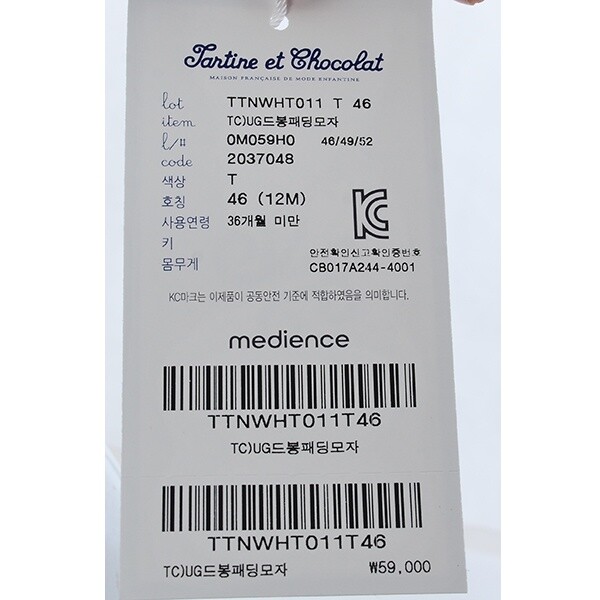 Tartine et Chocolat
MAISON FRANÇAISE DE MODE ENFANTINE
lot TTNWHT011 T 46
item TC)UG드봉패딩모자
l/# 0M059H0 46/49/52
code 2037048
색상 T
호칭 46 (12M)
사용연령 36개월 미만
키
몸무게
안전확인신고확인증번호
CB017A244-4001
KC마크는 이제품이 공동안전 기준에 적합하였음을 의미합니다.
medience
TTNWHT011T46
TC)UG드봉패딩모자
TTNWHT011T46
TC)UG드봉패딩모자 ₩59,000